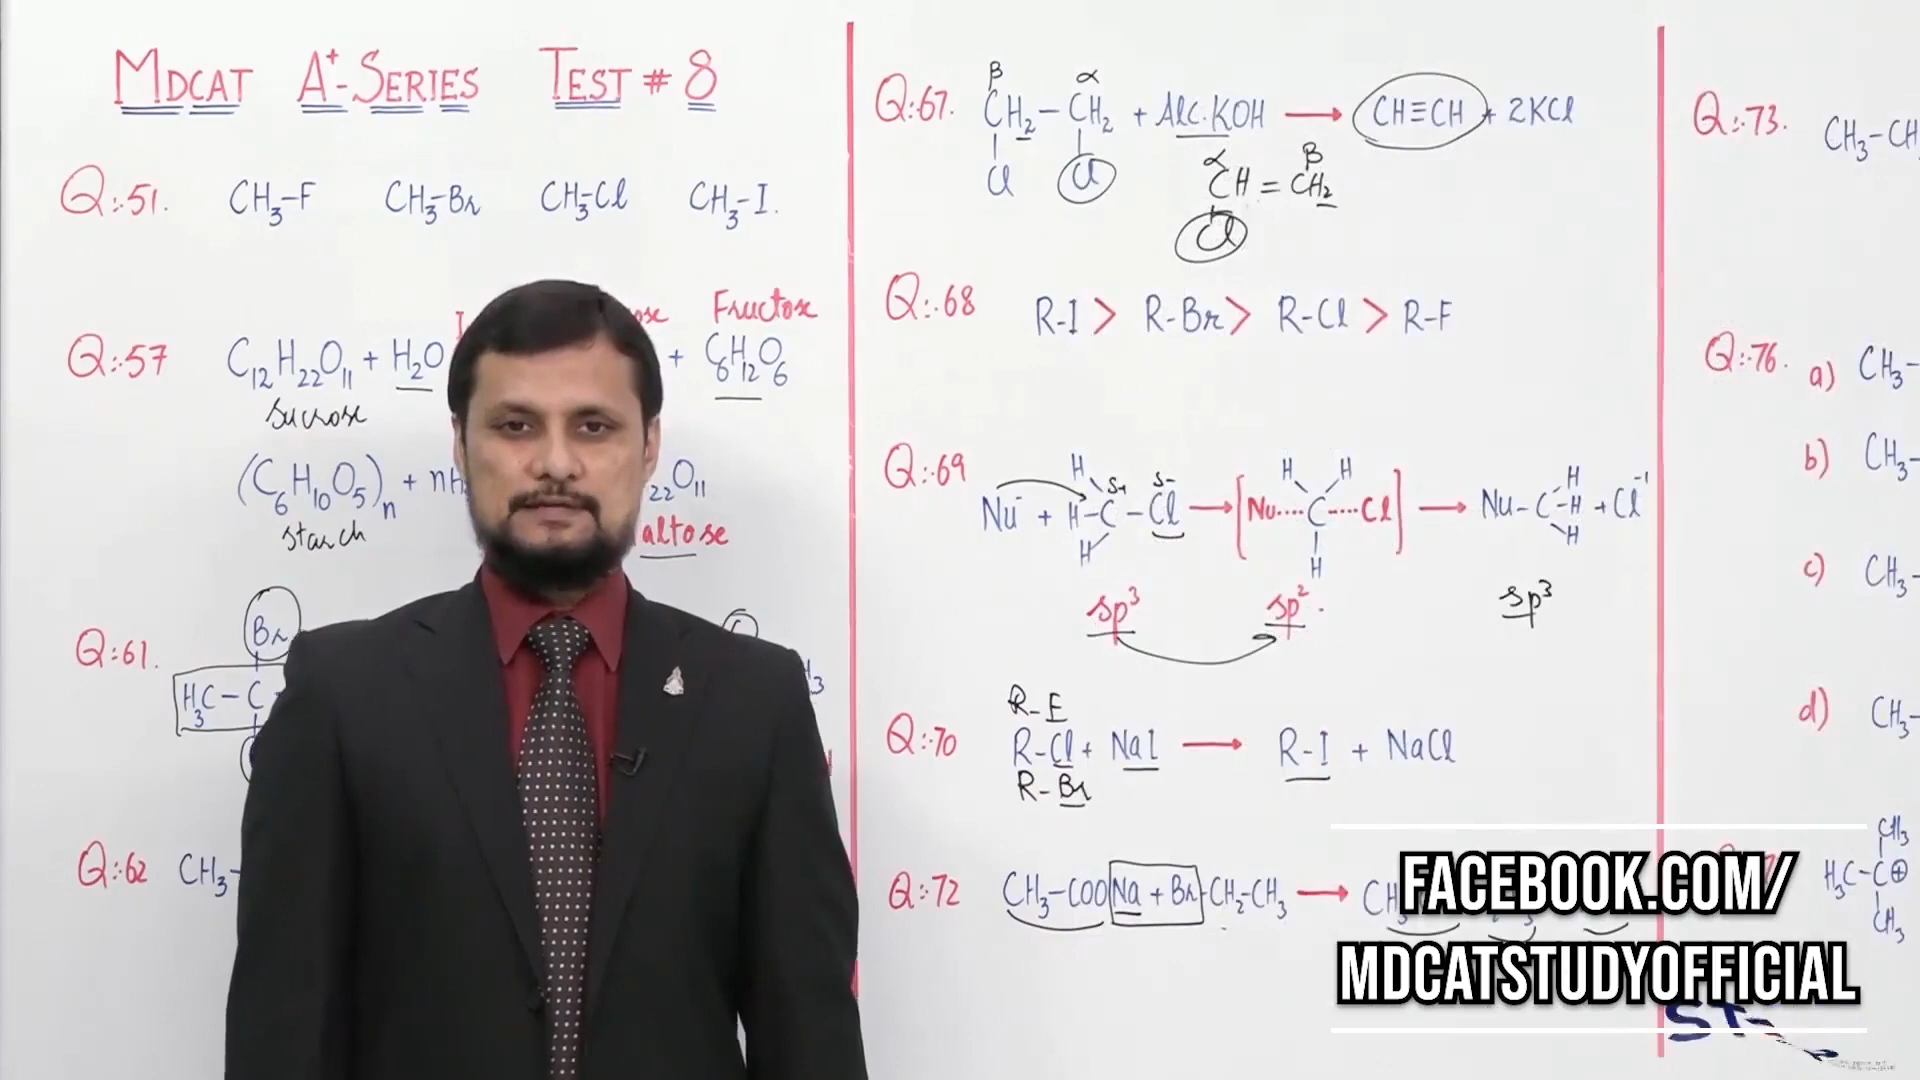 MDCAT A+-SERIES TEST # 8
Q:51. CH3-F CH3-Br CH3-Cl CH3-I.
Fructose
Q:57 C12H22O11 + H2O + C6H12O6
sucrose
(C6H10O5)n + nH 22O11
starch altose
Q:61. Br
H3C-C
Q:62 CH3-
β α
Q:67. CH2-CH2 + Alc.KOH → CH≡CH + 2KCl
Cl Cl
α β
CH=CH2
Cl
Q:68 R-I > R-Br > R-Cl > R-F
Q:69
H H H H
Nu- + H-C-Cl → [Nu....C....Cl] → Nu-C-H + Cl-1
H H H
sp3 sp2. sp3
R-F
Q:70 R-Cl + NaI → R-I + NaCl
R-Br
Q:72 CH3-COONa + Br-CH2-CH3 → CH3
Q:73. CH3-CH
Q:76. a) CH3-
b) CH3-
c) CH3-
d) CH3-
CH3
H3C-C⊕
CH3
FACEBOOK.COM/
MDCATSTUDYOFFICIAL